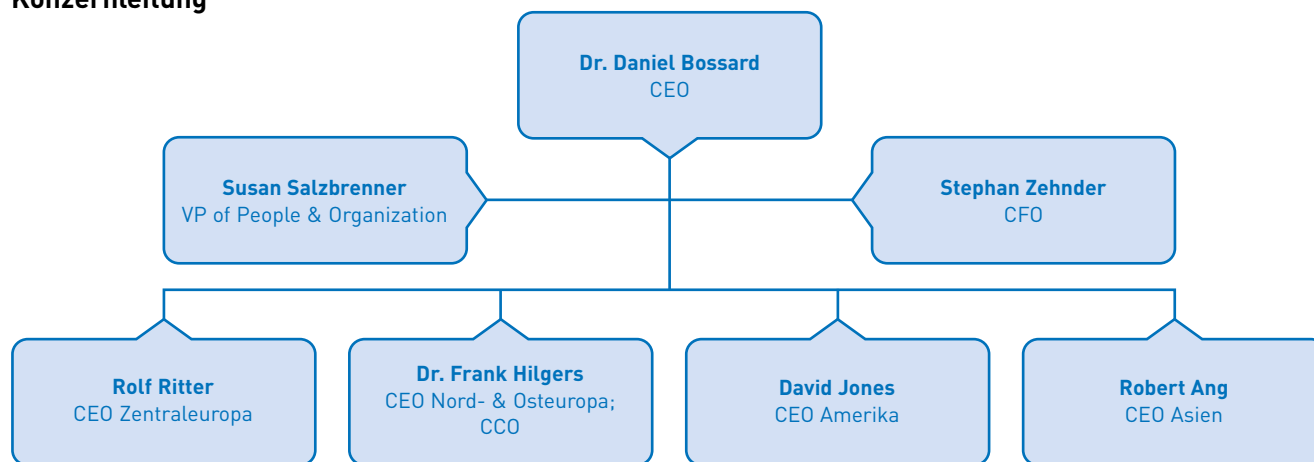 Konzernleitung
Dr. Daniel Bossard
CEO
Susan Salzbrenner
VP of People & Organization
Stephan Zehnder
CFO
Rolf Ritter
CEO Zentraleuropa
Dr. Frank Hilgers
CEO Nord- & Osteuropa;
CCO
David Jones
CEO Amerika
Robert Ang
CEO Asien